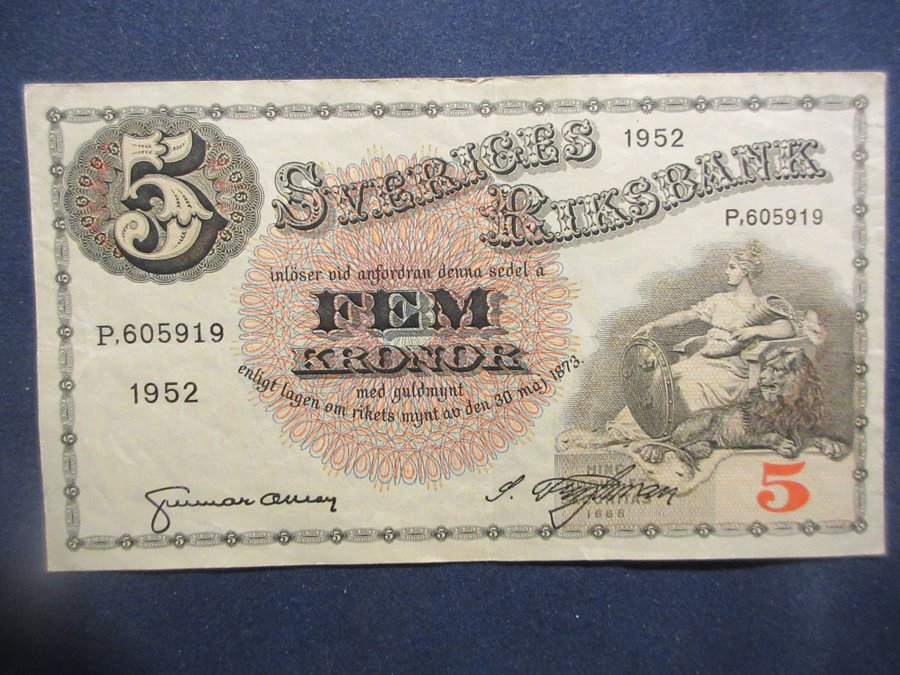 5
SVERIGES 1952
RIKSBANK
P,605919
inlöser vid anfordran denna sedel å
FEM
KRONOR
P,605919
1952
med guldmynt
enligt lagen om rikets mynt av den 30 maj 1873.
1668
5